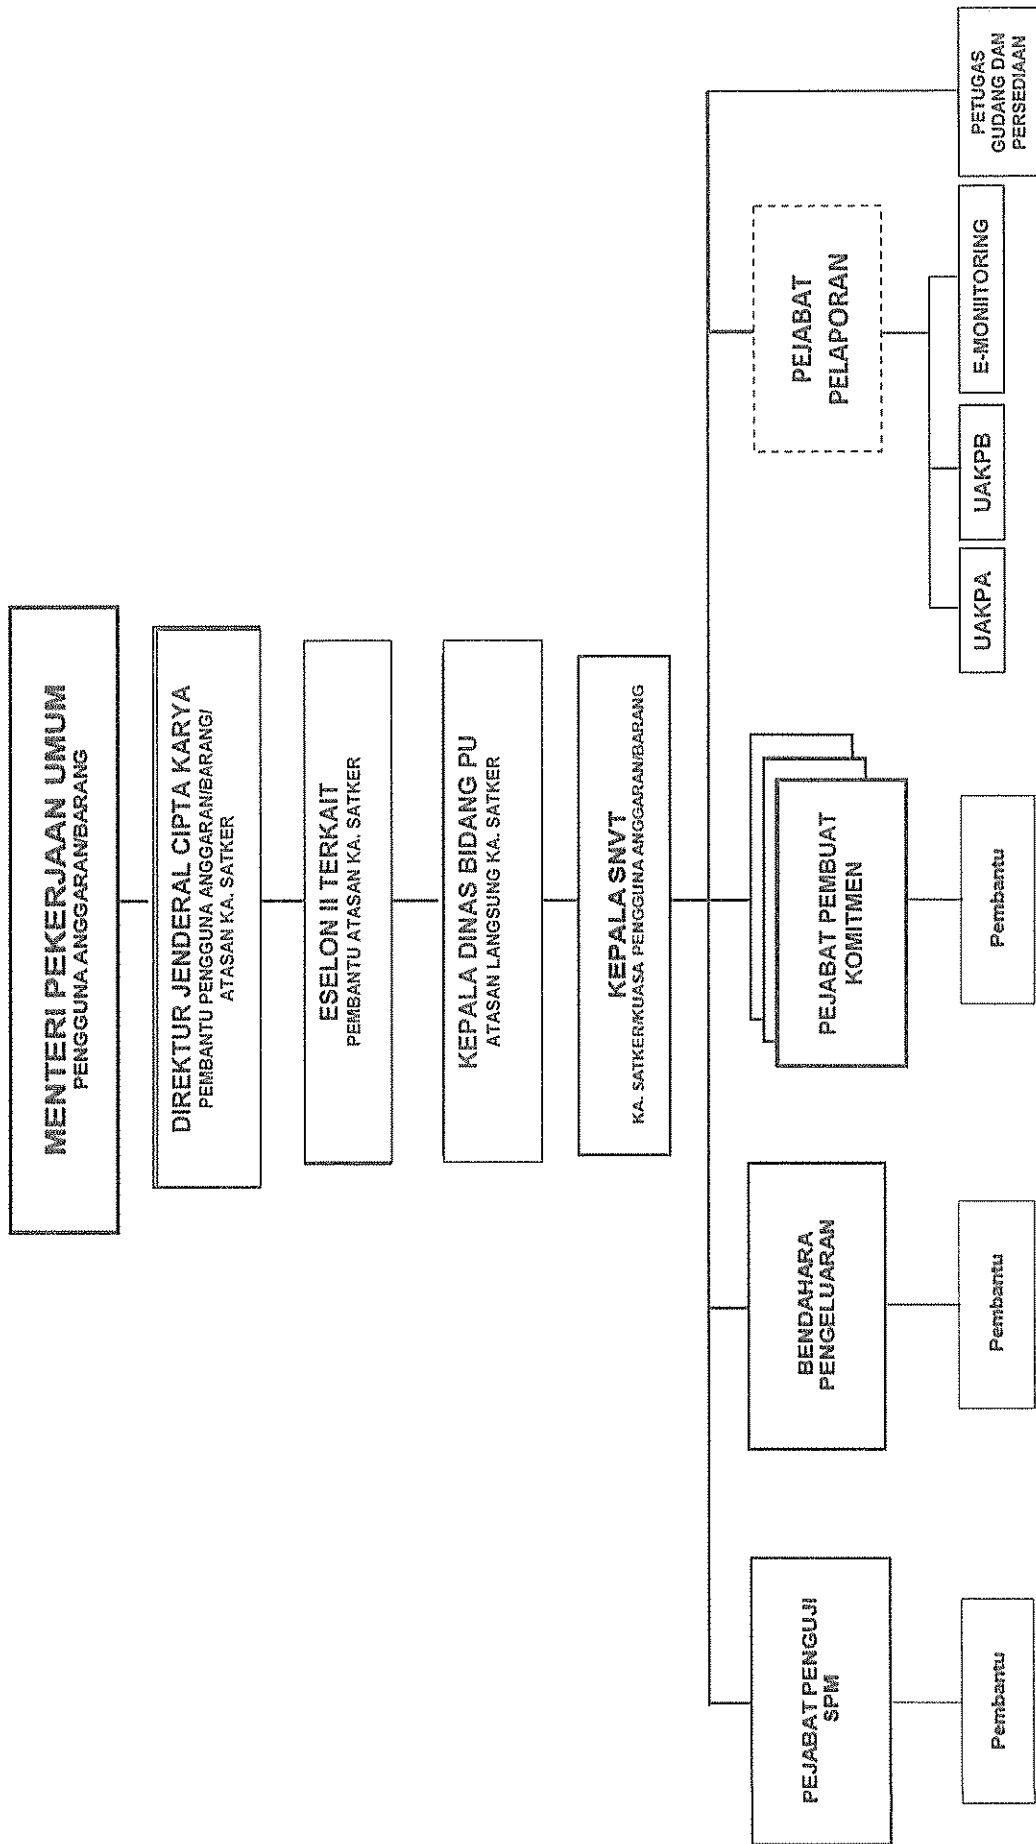 MENTERI PEKERJAAN UMUM
PENGGUNA ANGGARAN/BARANG
DIREKTUR JENDERAL CIPTA KARYA
PEMBANTU PENGGUNA ANGGARAN/BARANG/
ATASAN KA. SATKER
ESELON II TERKAIT
PEMBANTU ATASAN KA. SATKER
KEPALA DINAS BIDANG PU
ATASAN LANGSUNG KA. SATKER
KEPALA SNVT
KA. SATKER/KUASA PENGGUNA ANGGARAN/BARANG
PEJABAT PENGUJI
SPM
BENDAHARA
PENGELUARAN
PEJABAT PEMBUAT
KOMITMEN
PEJABAT
PELAPORAN
Pembantu
Pembantu
Pembantu
UAKPA
UAKPB
E-MONIITORING
PETUGAS
GUDANG DAN
PERSEDIAAN